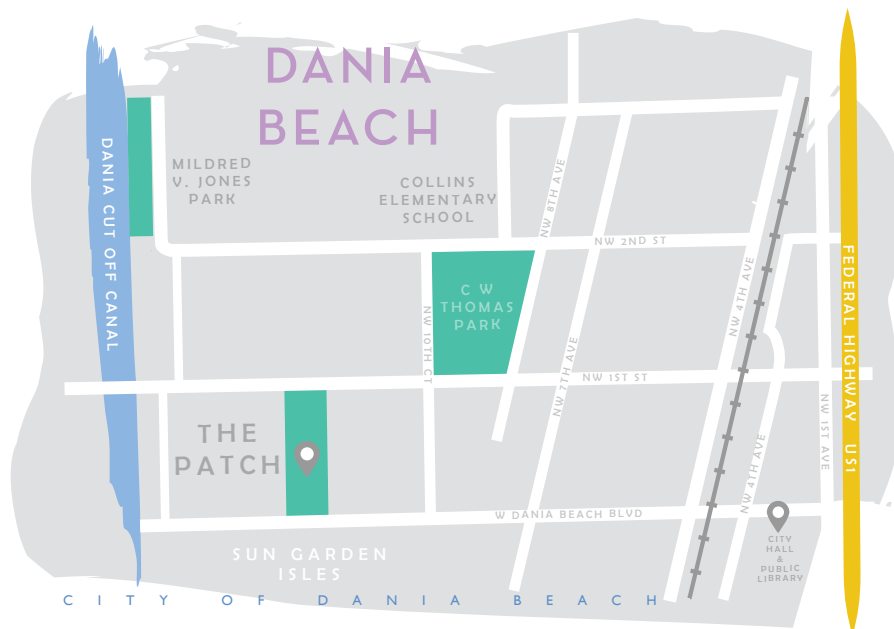 DANIA
BEACH
MILDRED
V. JONES
PARK
COLLINS
ELEMENTARY
SCHOOL
DANIA CUT OFF CANAL
NW 8TH AVE
NW 2ND ST
C W
THOMAS
PARK
NW 10TH CT
NW 7TH AVE
NW 4TH AVE
FEDERAL HIGHWAY US1
NW 1ST ST
NW 1ST AVE
THE
PATCH
NW 4TH AVE
W DANIA BEACH BLVD
CITY
HALL
&
PUBLIC
LIBRARY
SUN GARDEN
ISLES
CITY OF DANIA BEACH